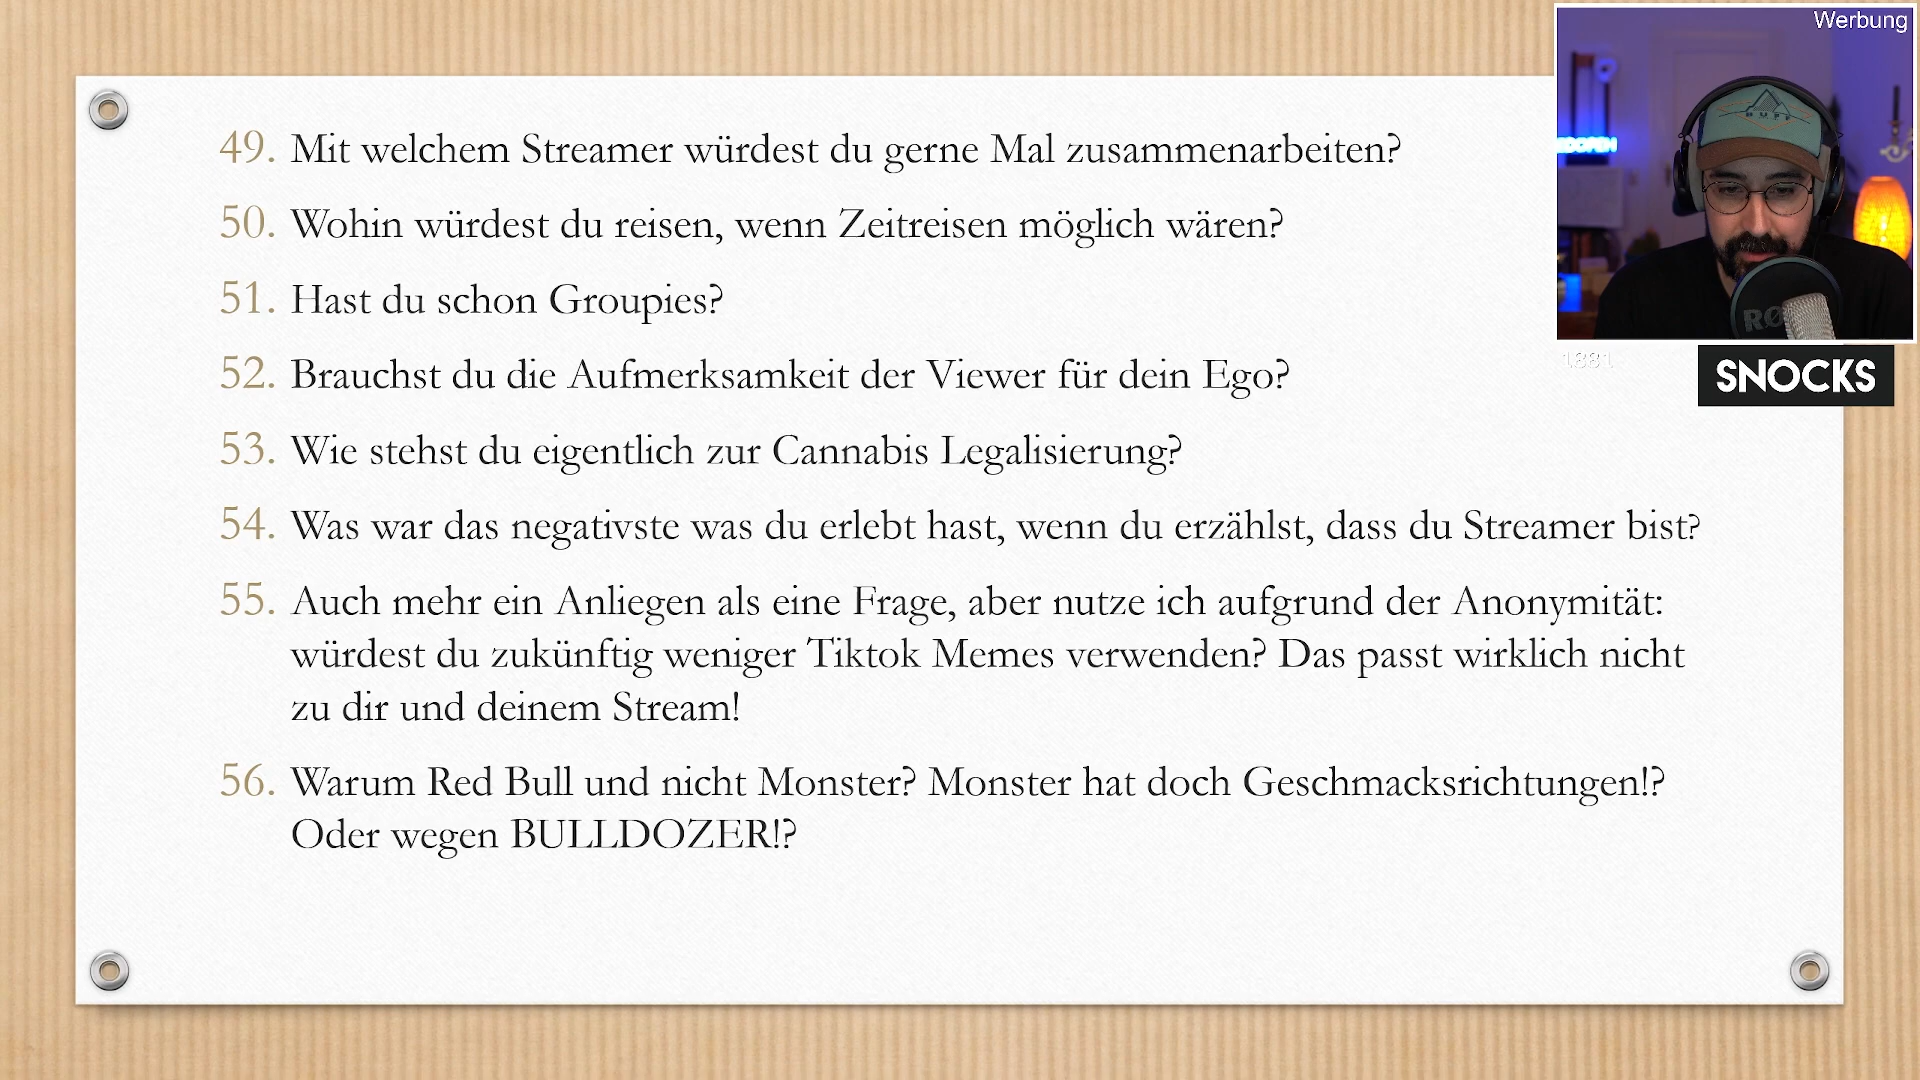 Werbung
49. Mit welchem Streamer würdest du gerne Mal zusammenarbeiten?
50. Wohin würdest du reisen, wenn Zeitreisen möglich wären?
51. Hast du schon Groupies?
52. Brauchst du die Aufmerksamkeit der Viewer für dein Ego?
53. Wie stehst du eigentlich zur Cannabis Legalisierung?
54. Was war das negativste was du erlebt hast, wenn du erzählst, dass du Streamer bist?
55. Auch mehr ein Anliegen als eine Frage, aber nutze ich aufgrund der Anonymität:
würdest du zukünftig weniger Tiktok Memes verwenden? Das passt wirklich nicht
zu dir und deinem Stream!
56. Warum Red Bull und nicht Monster? Monster hat doch Geschmacksrichtungen!?
Oder wegen BULLDOZER!?
1881
SNOCKS